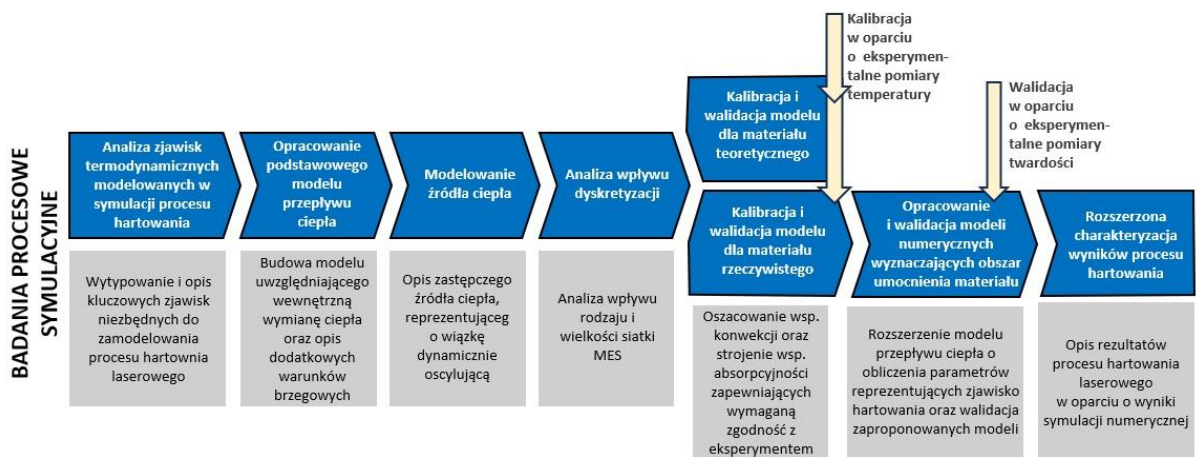 BADANIA PROCESOWE
SYMULACYJNE
Analiza zjawisk
termodynamicznych
modelowanych w
symulacji procesu
hartowania
Wytypowanie i opis
kluczowych zjawisk
niezbędnych do
zamodelowania
procesu hartownia
laserowego
Opracowanie
podstawowego
modelu
przepływu
ciepła
Budowa modelu
uwzględniającego
wewnętrzną
wymianę ciepła
oraz opis
dodatkowych
warunków
brzegowych
Modelowanie
źródła ciepła
Opis zastępczego
źródła ciepła,
reprezentująceg
o wiązkę
dynamicznie
oscylującą
Analiza wpływu
dyskretyzacji
Analiza wpływu
rodzaju i
wielkości siatki
MES
Kalibracja i
walidacja modelu
dla materiału
teoretycznego
Kalibracja
w oparciu
o eksperymen-
talne pomiary
temperatury
Kalibracja i
walidacja modelu
dla materiału
rzeczywistego
Oszacowanie wsp.
konwekcji oraz
strojenie wsp.
absorpcyjności
zapewniających
wymaganą
zgodność z
eksperymentem
Walidacja
w oparciu
o eksperymen-
talne pomiary
twardości
Opracowanie
i walidacja modeli
numerycznych
wyznaczających obszar
umocnienia materiału
Rozszerzenie modelu
przepływu ciepła o
obliczenia parametrów
reprezentujących zjawisko
hartowania oraz walidacja
zaproponowanych modeli
Rozszerzona
charakteryzacja
wyników procesu
hartowania
Opis rezultatów
procesu hartowania
laserowego
w oparciu o wyniki
symulacji numerycznej